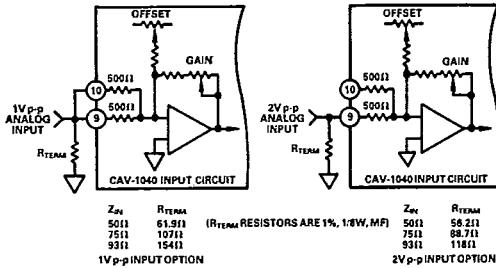 OFFSET
GAIN
10
500Ω
1V p-p
ANALOG
INPUT
9
500Ω
RTERM
CAV-1040 INPUT CIRCUIT
ZIN RTERM
50Ω 61.9Ω
75Ω 107Ω
93Ω 154Ω
1V p-p INPUT OPTION
(RTERM RESISTORS ARE 1%, 1/8W, MF)
OFFSET
GAIN
10
500Ω
2V p-p
ANALOG
INPUT
9
500Ω
RTERM
CAV-1040 INPUT CIRCUIT
ZIN RTERM
50Ω 56.2Ω
75Ω 88.7Ω
93Ω 118Ω
2V p-p INPUT OPTION